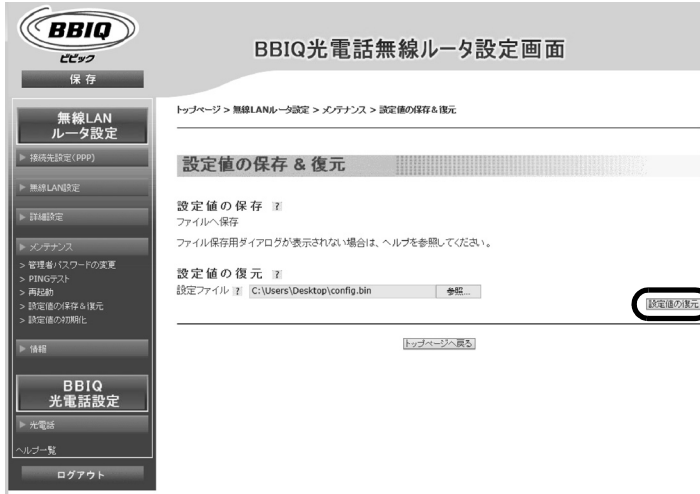 BBIQ
ビビック
保存
BBIQ光電話無線ルータ設定画面
無線LAN
ルータ設定
接続先設定(PPP)
無線LAN設定
詳細設定
メンテナンス
> 管理者パスワードの変更
> PINGテスト
> 再起動
> 設定値の保存&復元
> 設定値の初期化
情報
BBIQ
光電話設定
光電話
ヘルプ一覧
ログアウト
トップページ > 無線LANルータ設定 > メンテナンス > 設定値の保存&復元
設定値の保存 & 復元
設定値の保存 ?
ファイルへ保存
ファイル保存用ダイアログが表示されない場合は、ヘルプを参照してください。
設定値の復元 ?
設定ファイル ? C:\Users\Desktop\config.bin 参照...
設定値の復元
トップページへ戻る